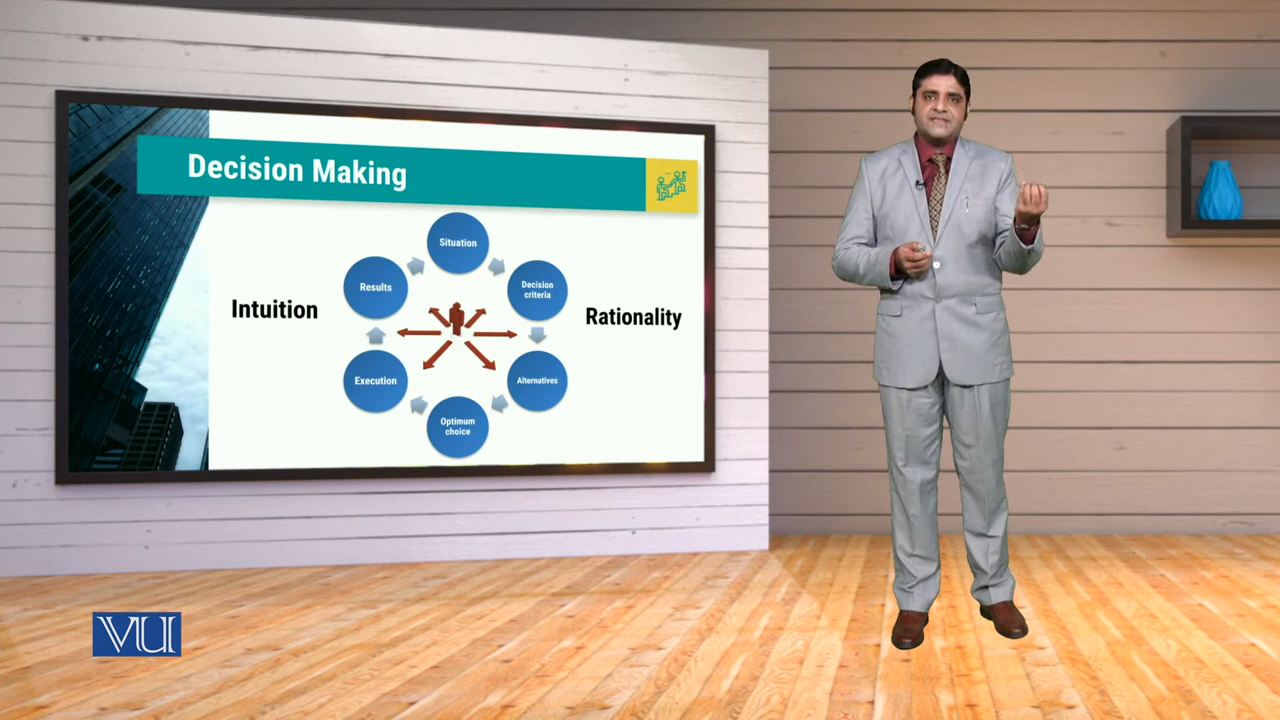 Decision Making
Situation
Results
Decision
criteria
Intuition
Rationality
Execution
Alternatives
Optimum
choice
VU